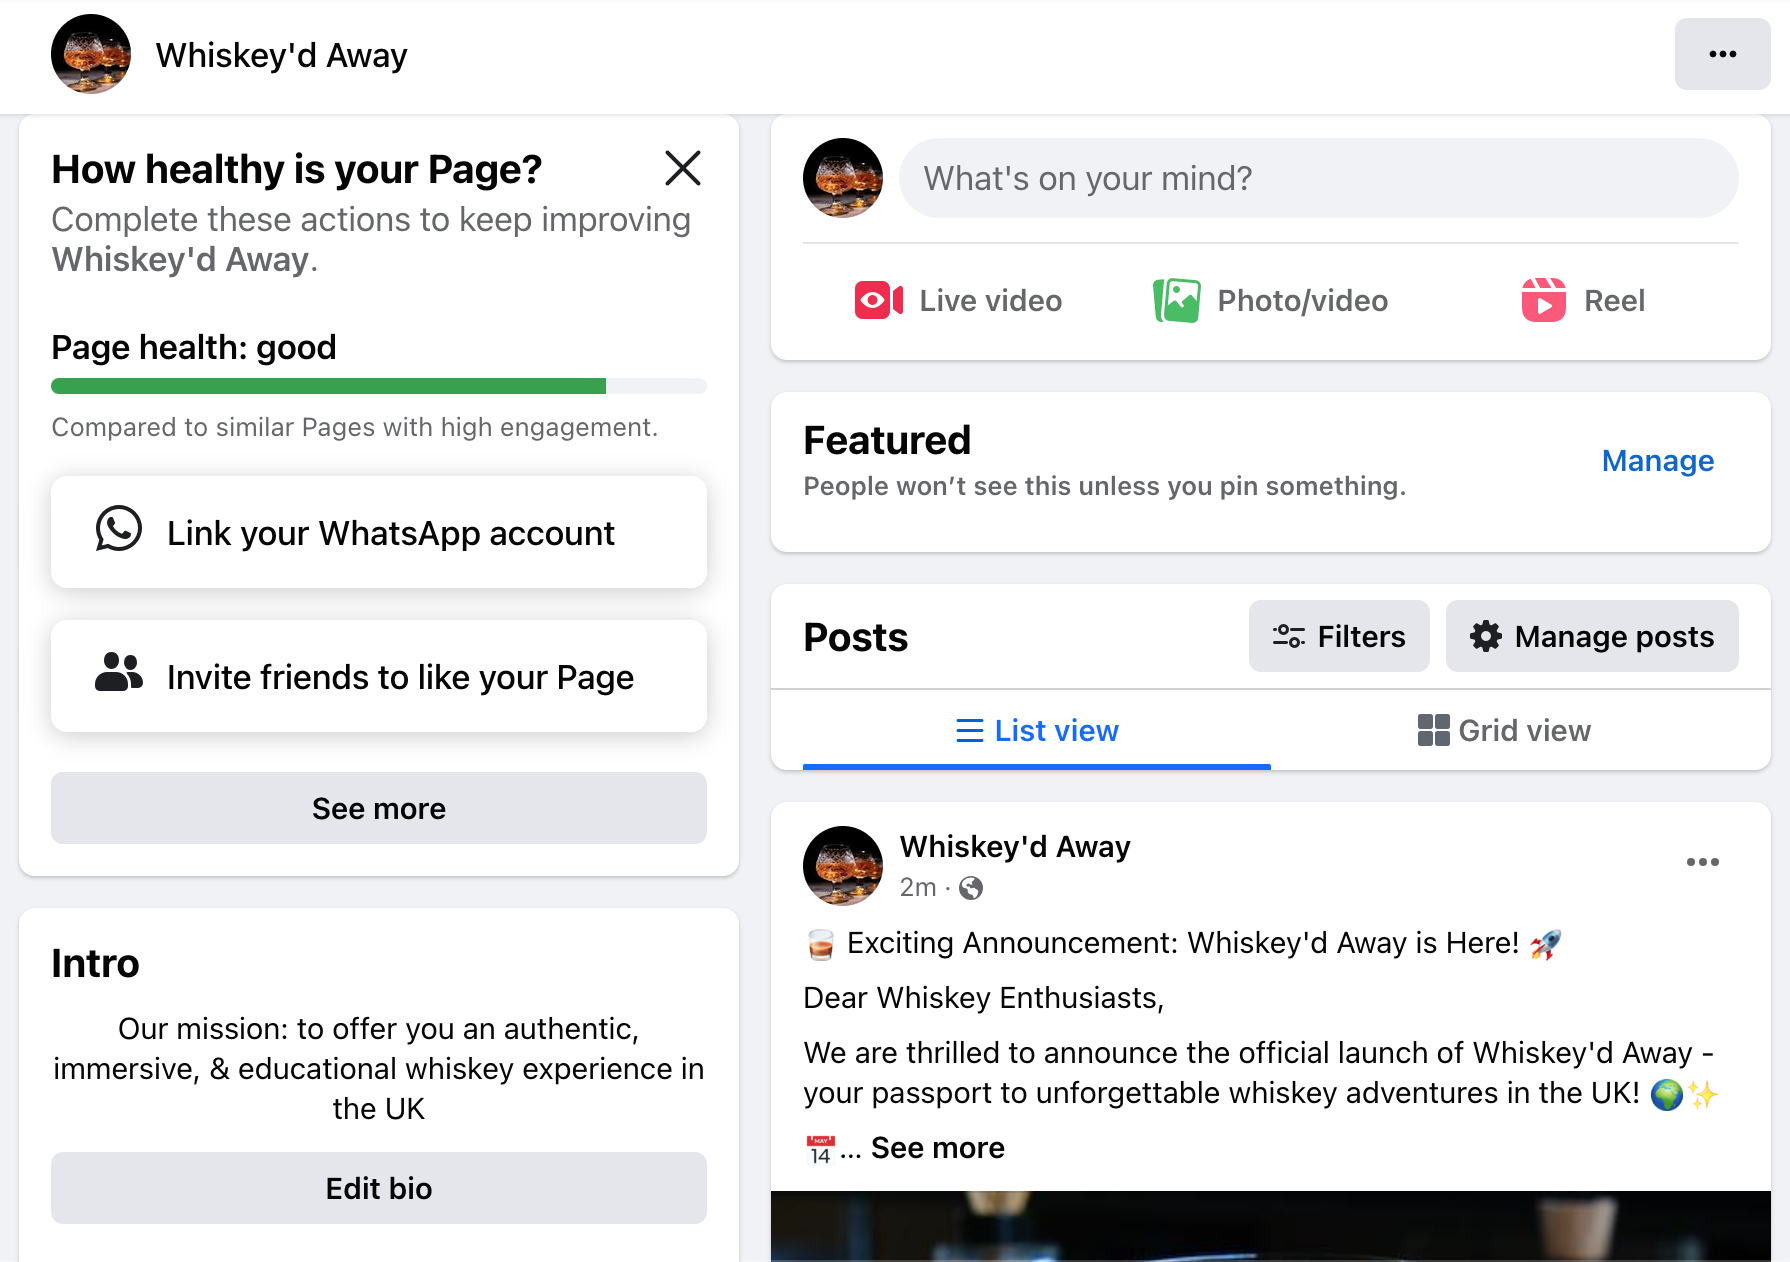 Whiskey'd Away
How healthy is your Page?
Complete these actions to keep improving
Whiskey'd Away.
Page health: good
Compared to similar Pages with high engagement.
Link your WhatsApp account
Invite friends to like your Page
See more
Intro
Our mission: to offer you an authentic,
immersive, & educational whiskey experience in
the UK
Edit bio
What's on your mind?
Live video
Photo/video
Reel
Featured
People won’t see this unless you pin something.
Manage
Posts
Filters
Manage posts
List view
Grid view
Whiskey'd Away
2m ·
🥃 Exciting Announcement: Whiskey'd Away is Here! 🚀
Dear Whiskey Enthusiasts,
We are thrilled to announce the official launch of Whiskey'd Away -
your passport to unforgettable whiskey adventures in the UK! 🌍✨
📅... See more